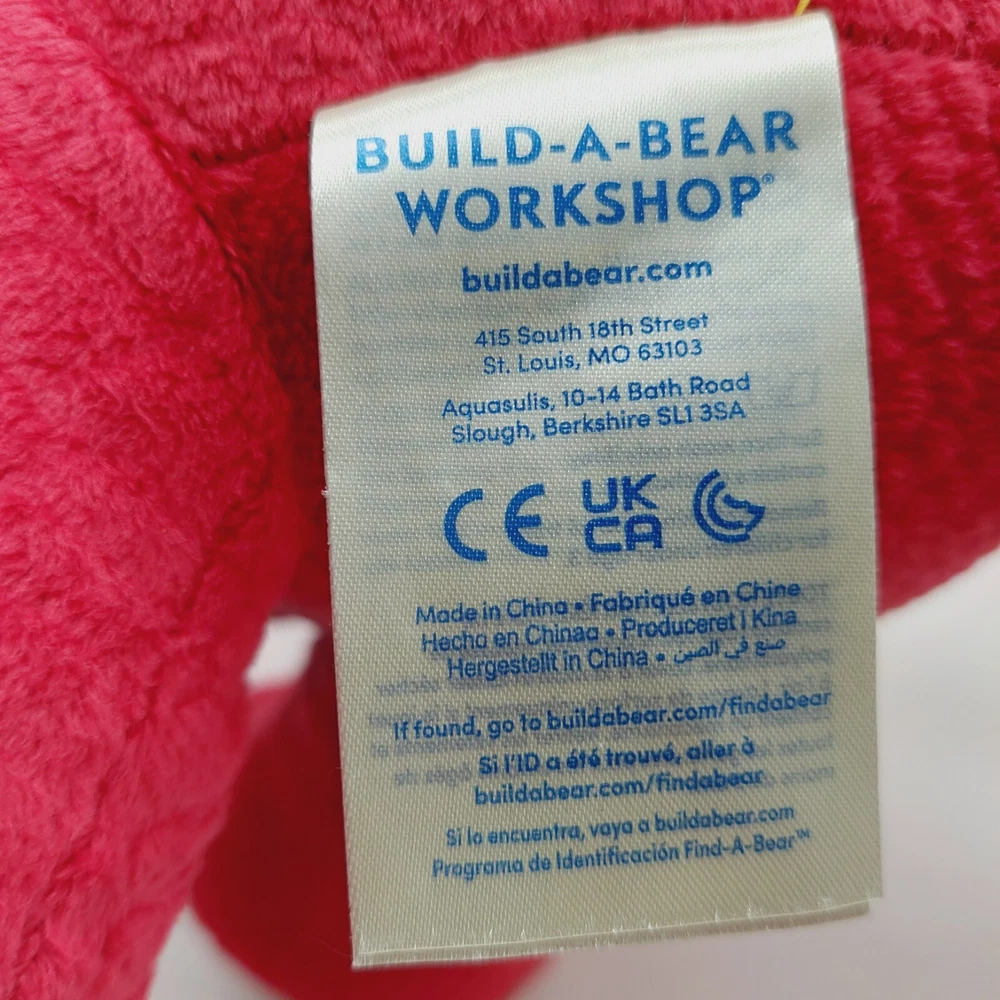 BUILD-A-BEAR
WORKSHOP®
buildabear.com
415 South 18th Street
St. Louis, MO 63103
Aquasulis, 10-14 Bath Road
Slough, Berkshire SL1 3SA
CE UK
CA
Made in China • Fabriqué en Chine
Hecho en Chinaa • Produceret i Kina
Hergestellt in China • صنع في الصين
If found, go to buildabear.com/findabear
Si l'ID a été trouvé, aller à
buildabear.com/findabear
Si lo encuentra, vaya a buildabear.com
Programa de Identificación Find-A-Bear™